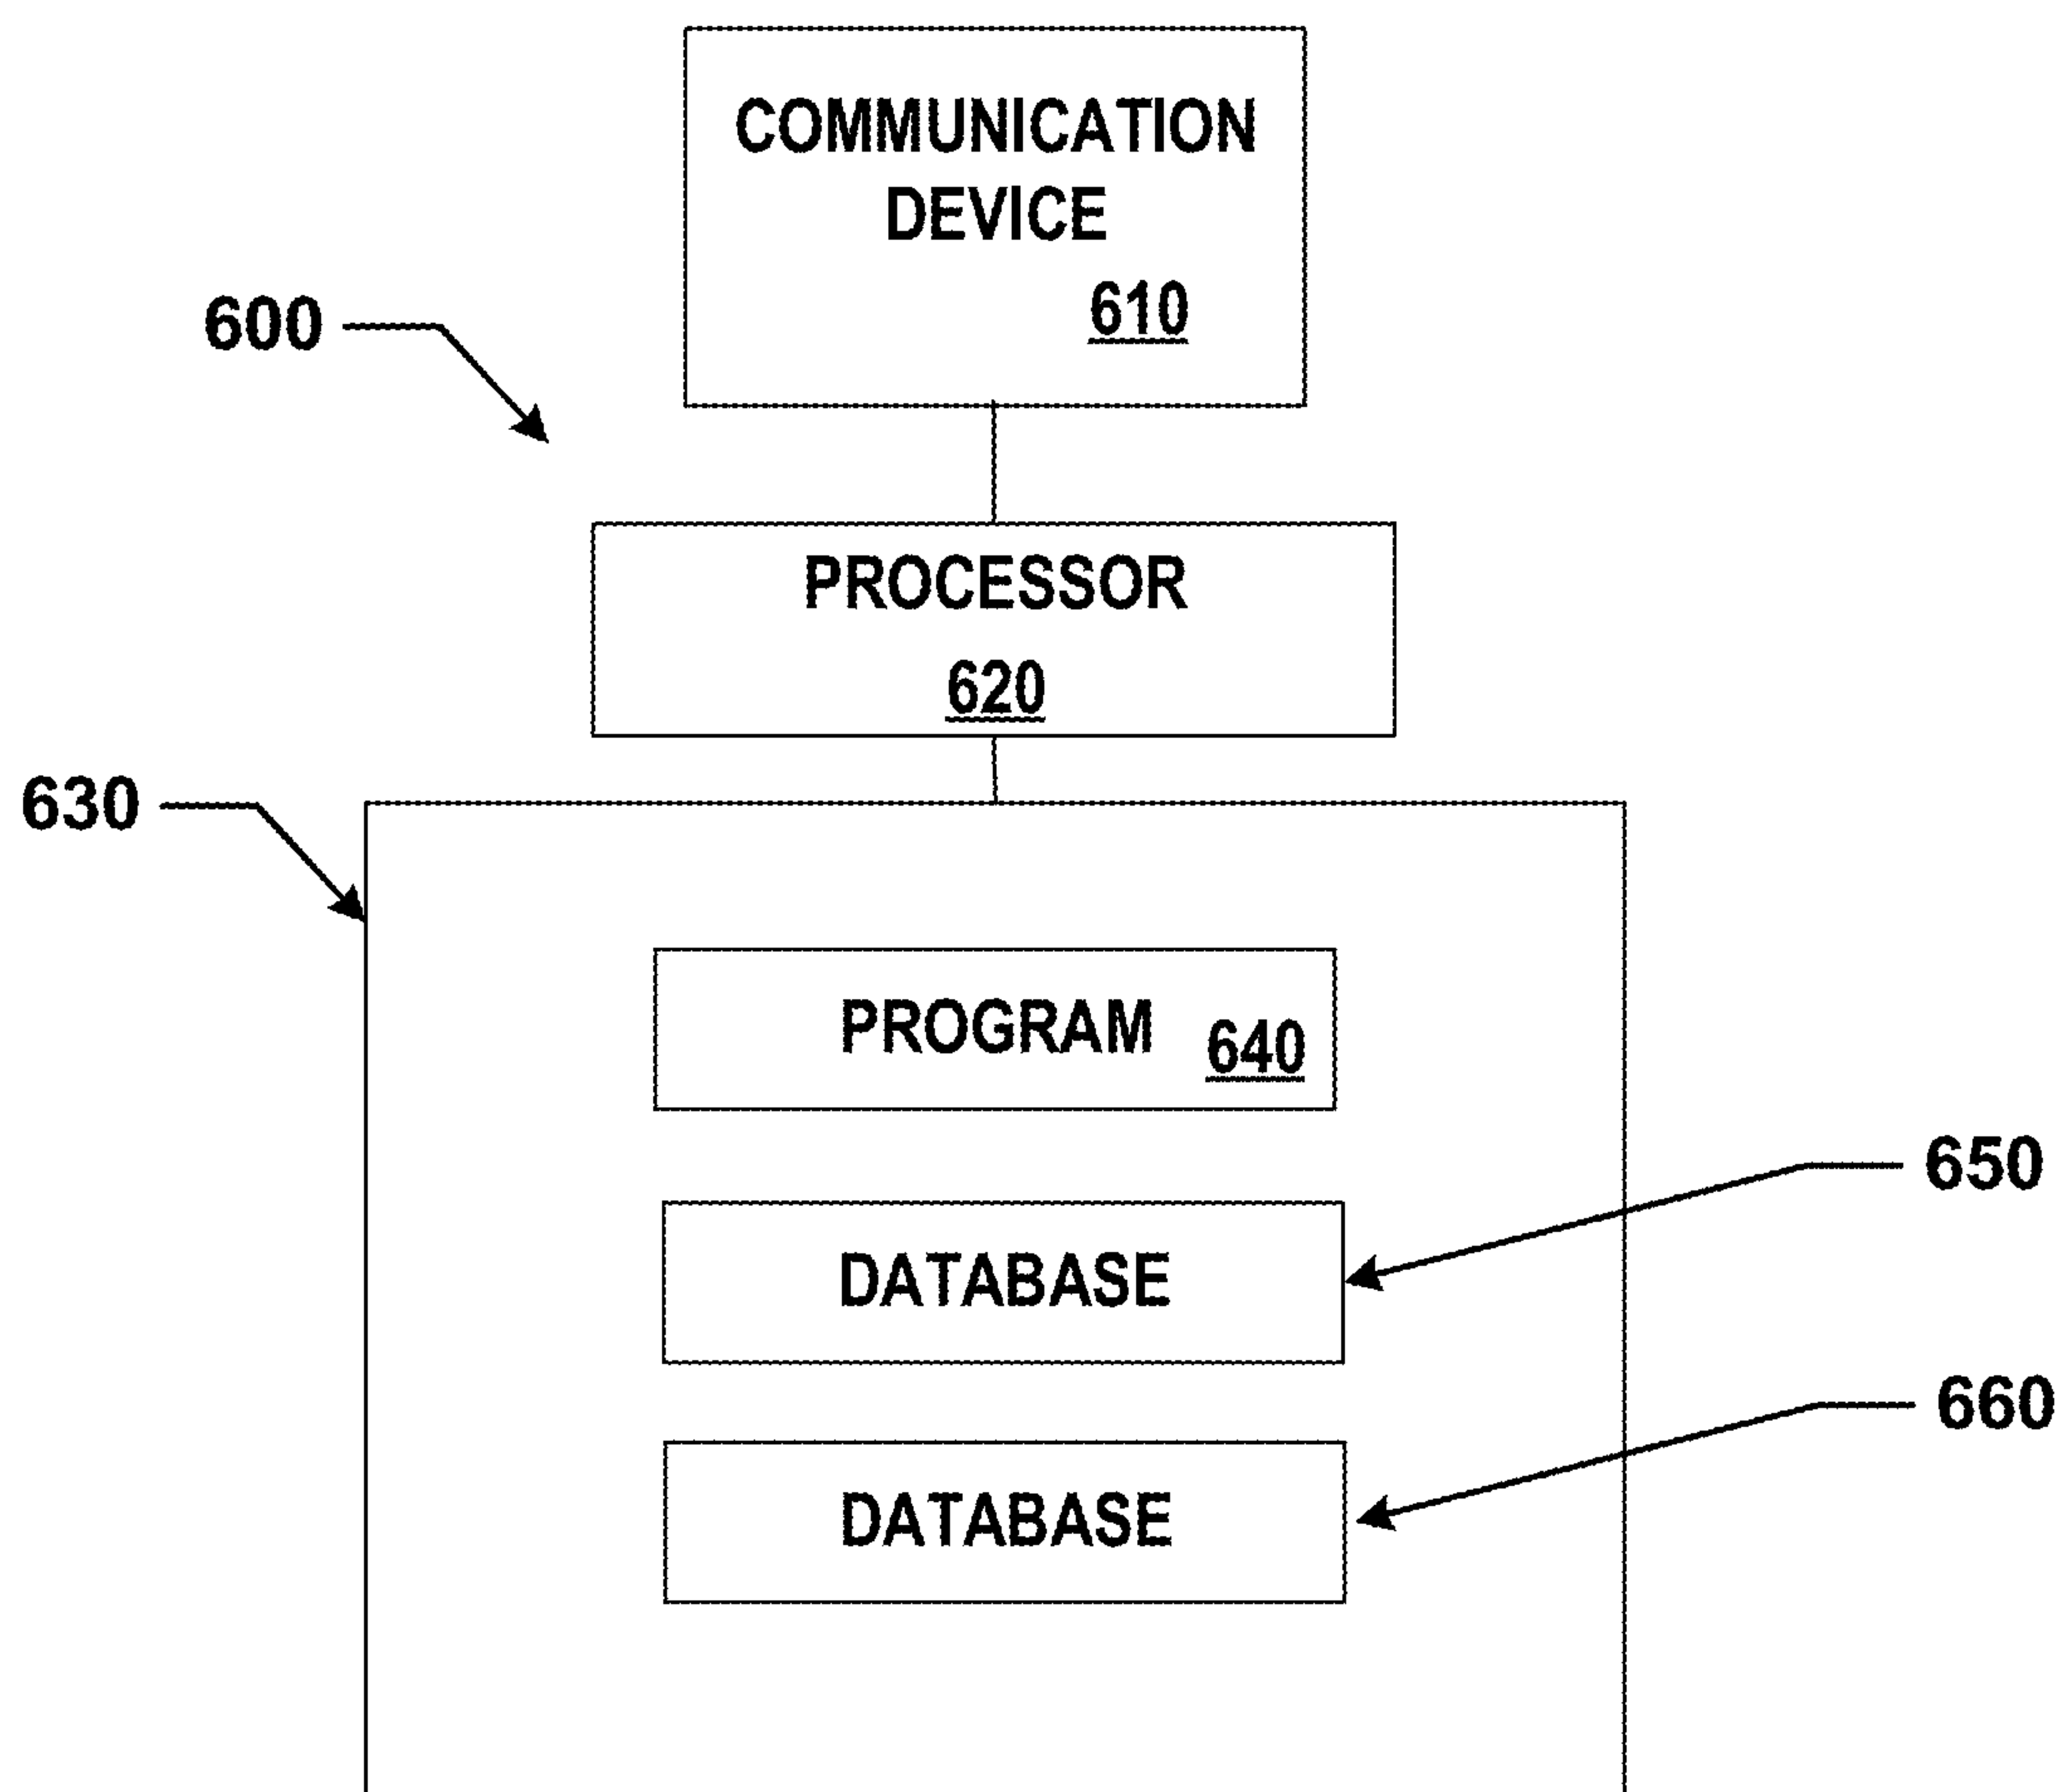 COMMUNICATION
DEVICE
610
600
PROCESSOR
620
630
PROGRAM 640
650
DATABASE
660
DATABASE